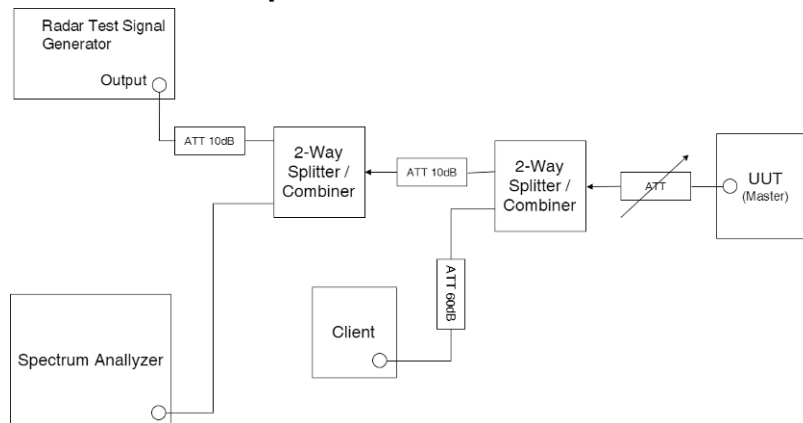 Radar Test Signal
Generator
Output
ATT 10dB
2-Way
Splitter /
Combiner
ATT 10dB
2-Way
Splitter /
Combiner
ATT
UUT
(Master)
ATT 60dB
Client
Spectrum Anallyzer